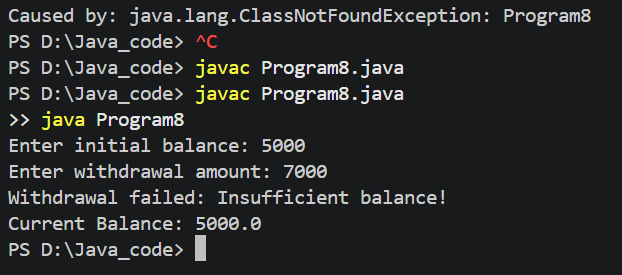 Caused by: java.lang.ClassNotFoundException: Program8
PS D:\Java_code> ^C
PS D:\Java_code> javac Program8.java
PS D:\Java_code> javac Program8.java
>> java Program8
Enter initial balance: 5000
Enter withdrawal amount: 7000
Withdrawal failed: Insufficient balance!
Current Balance: 5000.0
PS D:\Java_code>